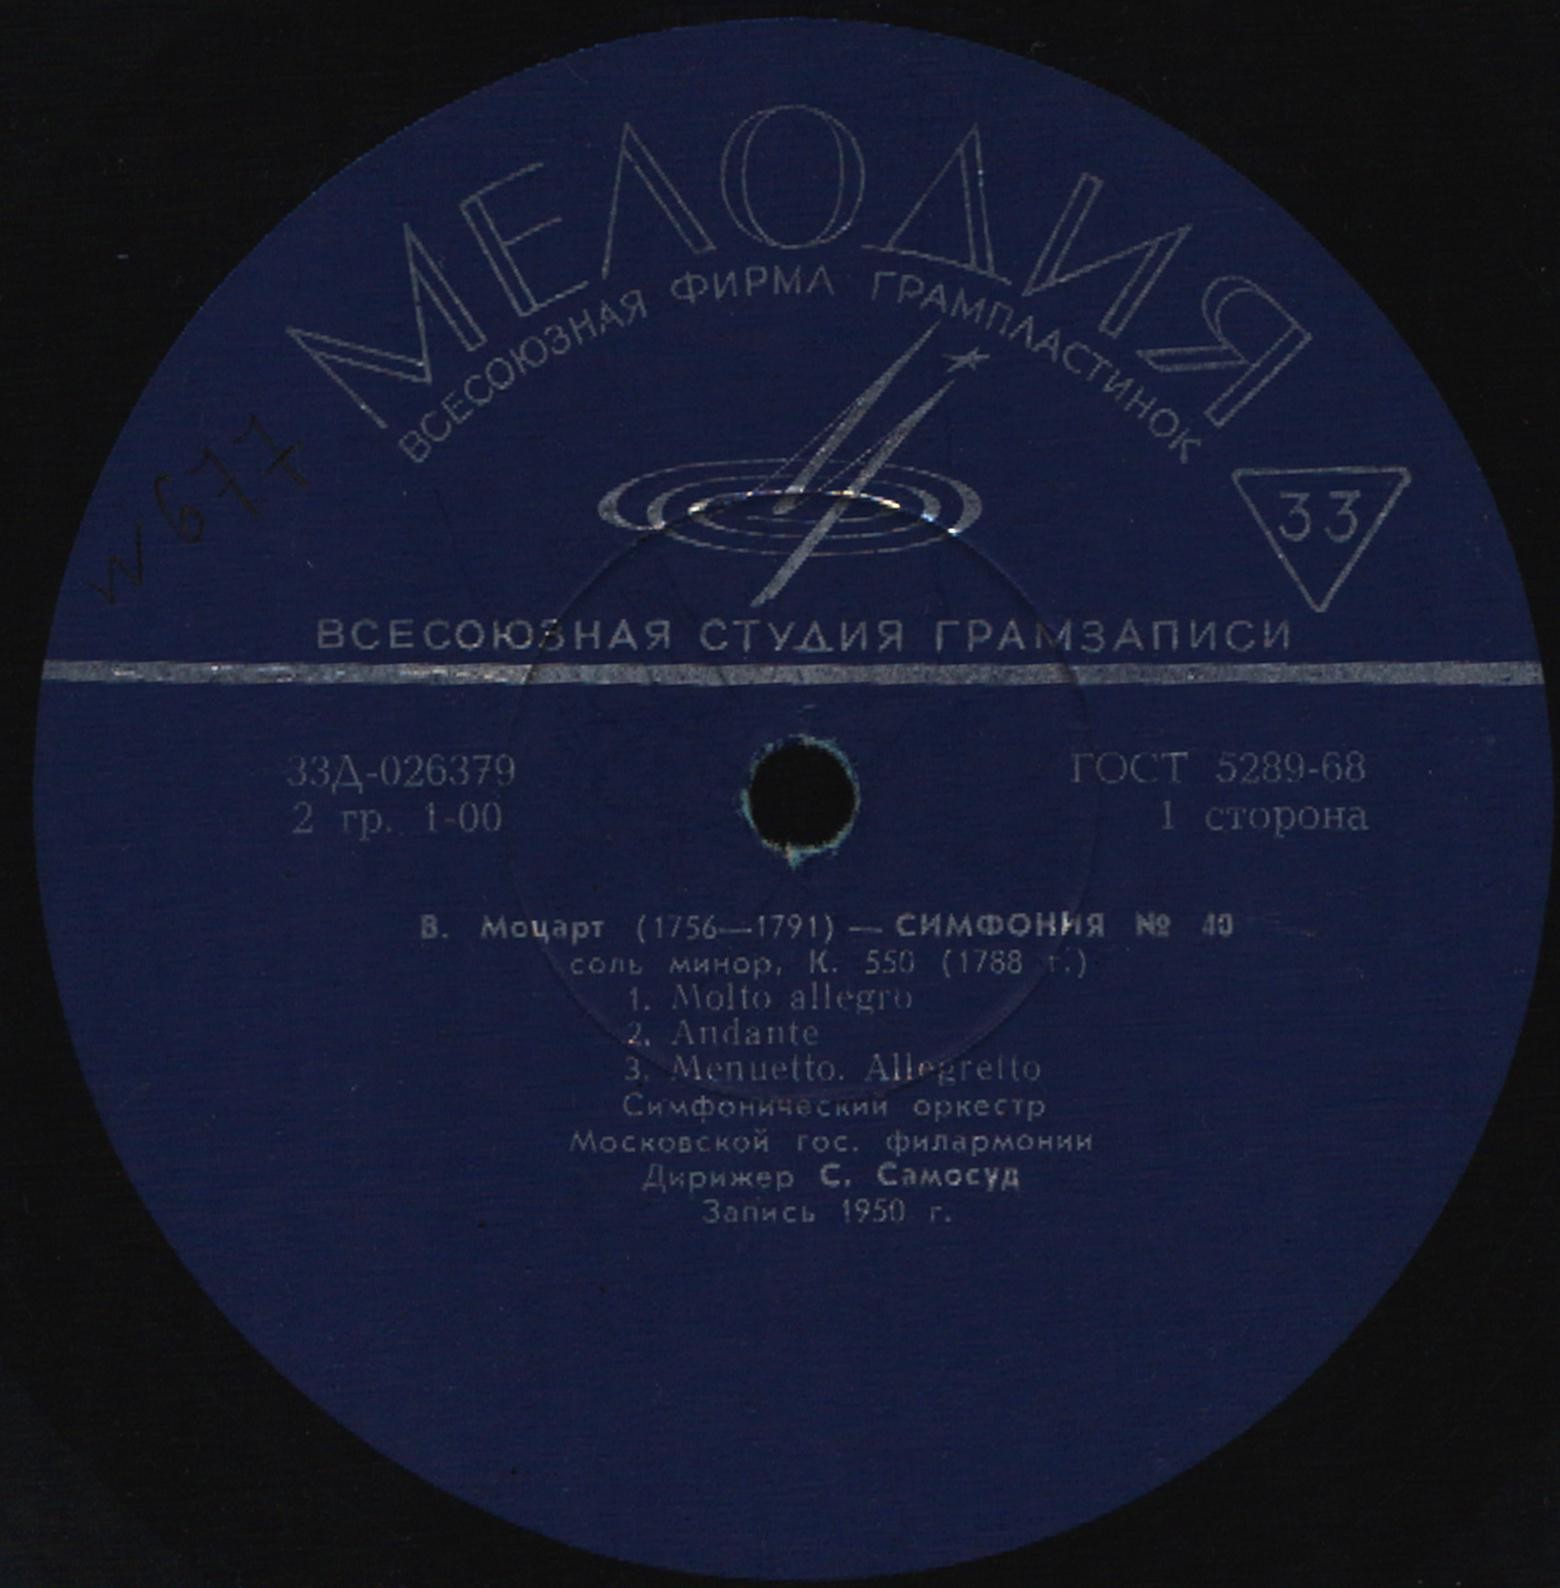 МЕЛОДИЯ
ВСЕСОЮЗНАЯ ФИРМА ГРАМПЛАСТИНОК
33
677
ВСЕСОЮЗНАЯ СТУДИЯ ГРАМЗАПИСИ
33Д-026379 ГОСТ 5289-68
2 гр. 1-00 1 сторона
В. Моцарт (1756—1791) — СИМФОНИЯ № 40
соль минор, К. 550 (1788 г.)
1. Molto allegro
2. Andante
3. Menuetto. Allegretto
Симфонический оркестр
Московской гос. филармонии
Дирижер С. Самосуд
Запись 1950 г.